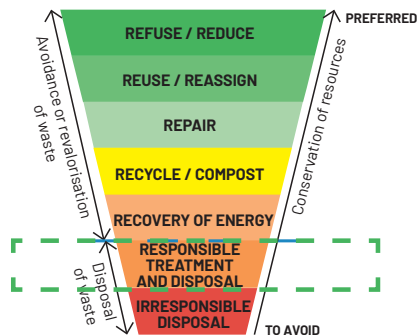 PREFERRED
REFUSE / REDUCE
REUSE / REASSIGN
REPAIR
RECYCLE / COMPOST
RECOVERY OF ENERGY
RESPONSIBLE
TREATMENT
AND DISPOSAL
IRRESPONSIBLE
DISPOSAL
TO AVOID
Avoidance or revalorisation
of waste
Disposal
of waste
Conservation of resources